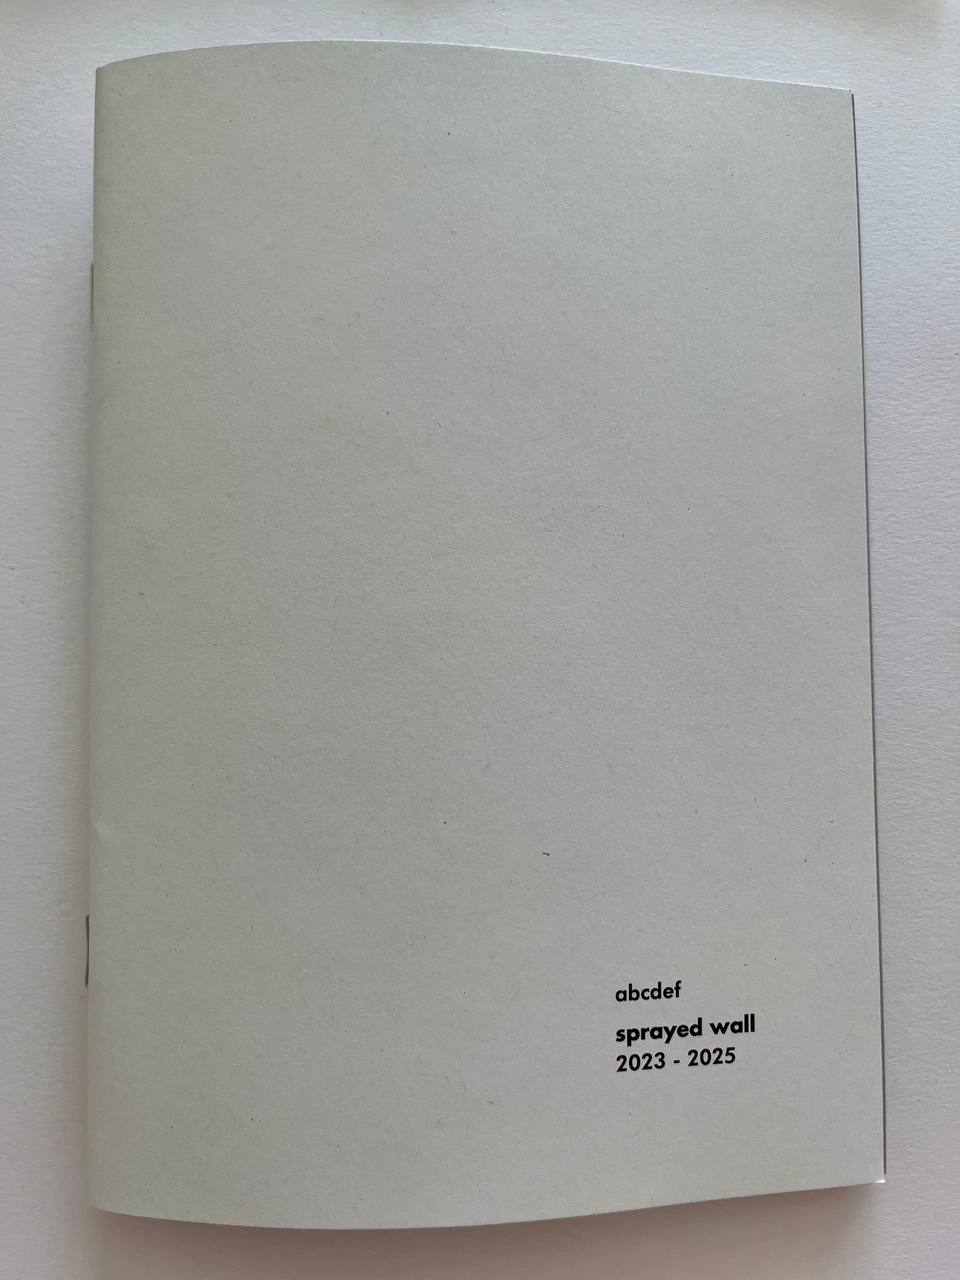 abcdef
sprayed wall
2023 - 2025